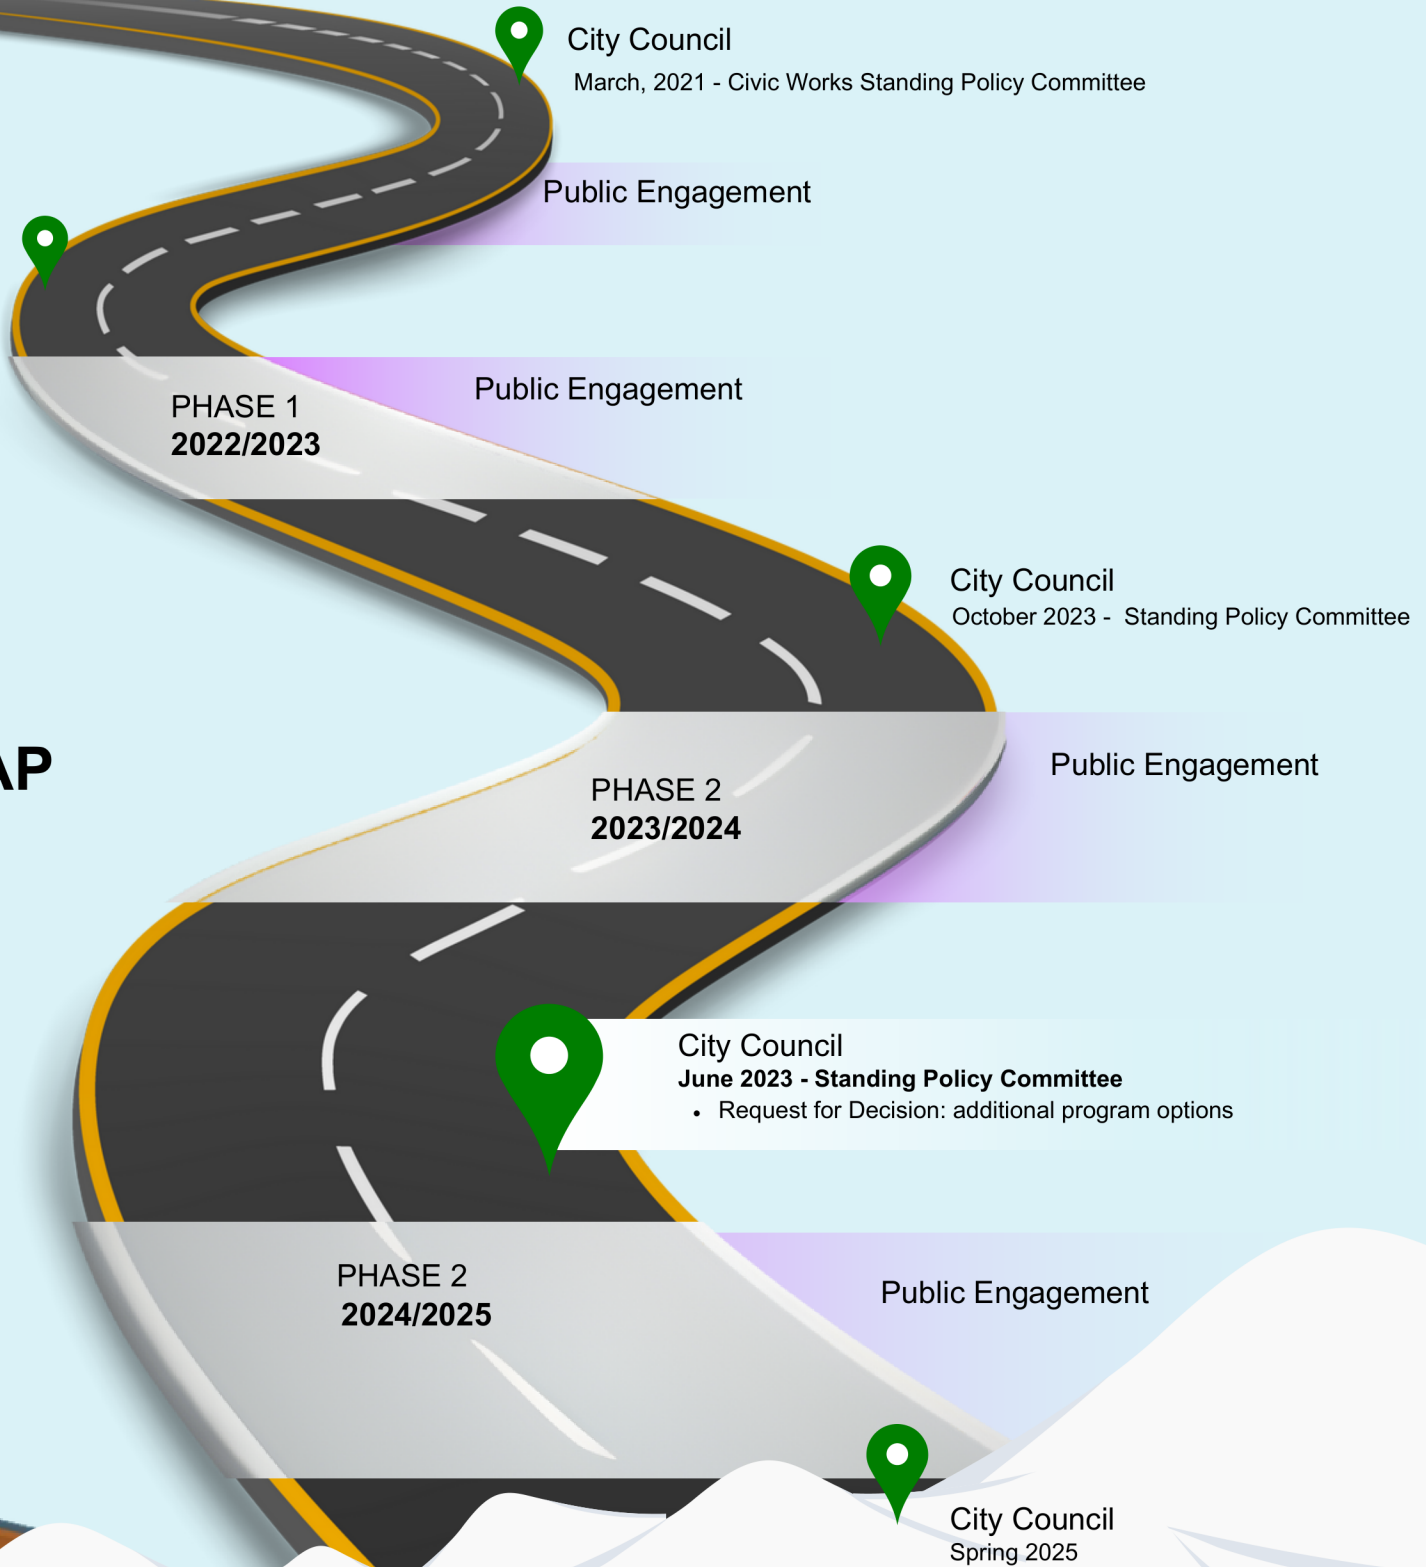 City Council
March, 2021 - Civic Works Standing Policy Committee
Public Engagement
Public Engagement
PHASE 1
2022/2023
City Council
October 2023 - Standing Policy Committee
AP
Public Engagement
PHASE 2
2023/2024
City Council
June 2023 - Standing Policy Committee
• Request for Decision: additional program options
PHASE 2
2024/2025
Public Engagement
City Council
Spring 2025